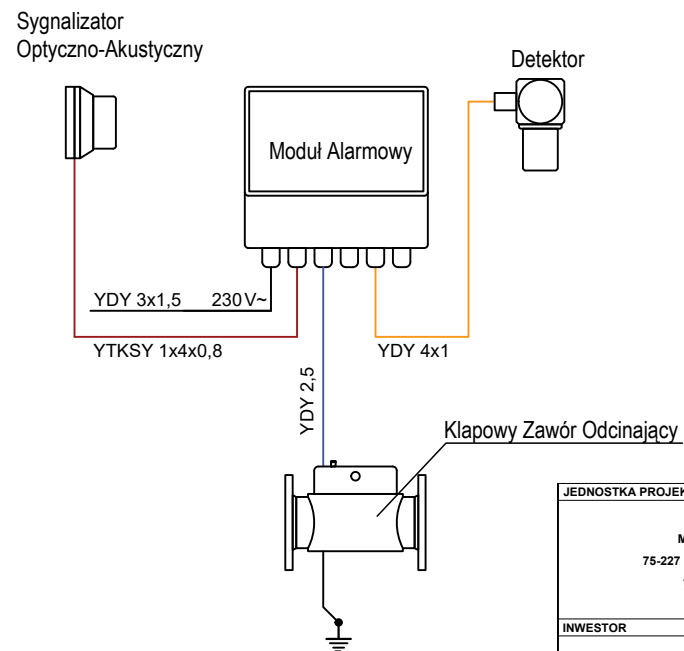 Sygnalizator
Optyczno-Akustyczny
Detektor
Moduł Alarmowy
YDY 3x1,5 230V~
YTKSY 1x4x0,8
YDY 4x1
YDY 2,5
Klapowy Zawór Odcinający
JEDNOSTKA PROJEK
M
75-227
INWESTOR